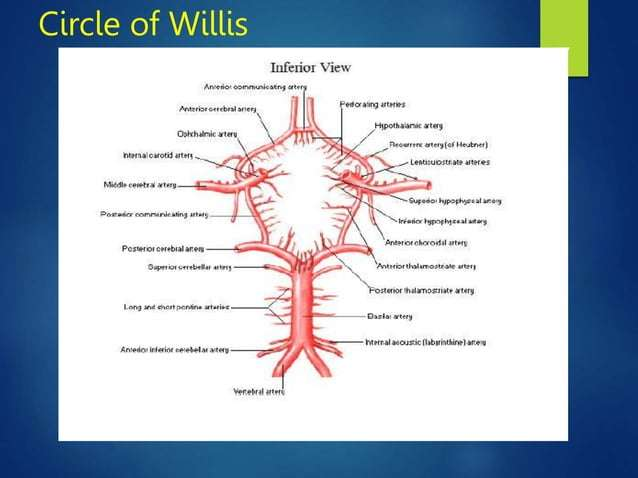 Circle of Willis
Inferior View
Anterior communicating artery
Perforating arteries
Anterior cerebral artery
Hypothalamic artery
Ophthalmic artery
Recurrent artery (of Heubner)
Internal carotid artery
Lenticulostriate arteries
Middle cerebral artery
Superior hypophyseal artery
Posterior communicating artery
Inferior hypophyseal artery
Anterior choroidal artery
Posterior cerebral artery
Superior cerebellar artery
Anterior thalamostriate artery
Posterior thalamostriate artery
Long and short pontine arteries
Basilar artery
Internal acoustic (labyrinthine) artery
Anterior inferior cerebellar artery
Vertebral artery